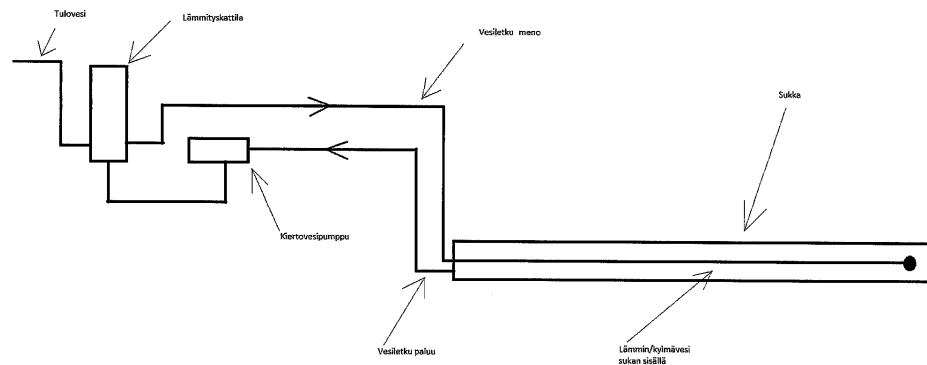 Tulovesi
Lämmityskattila
Vesiletku meno
Sukka
Kiertovesipumppu
Vesiletku paluu
Lämmin/kylmävesi
sukan sisällä